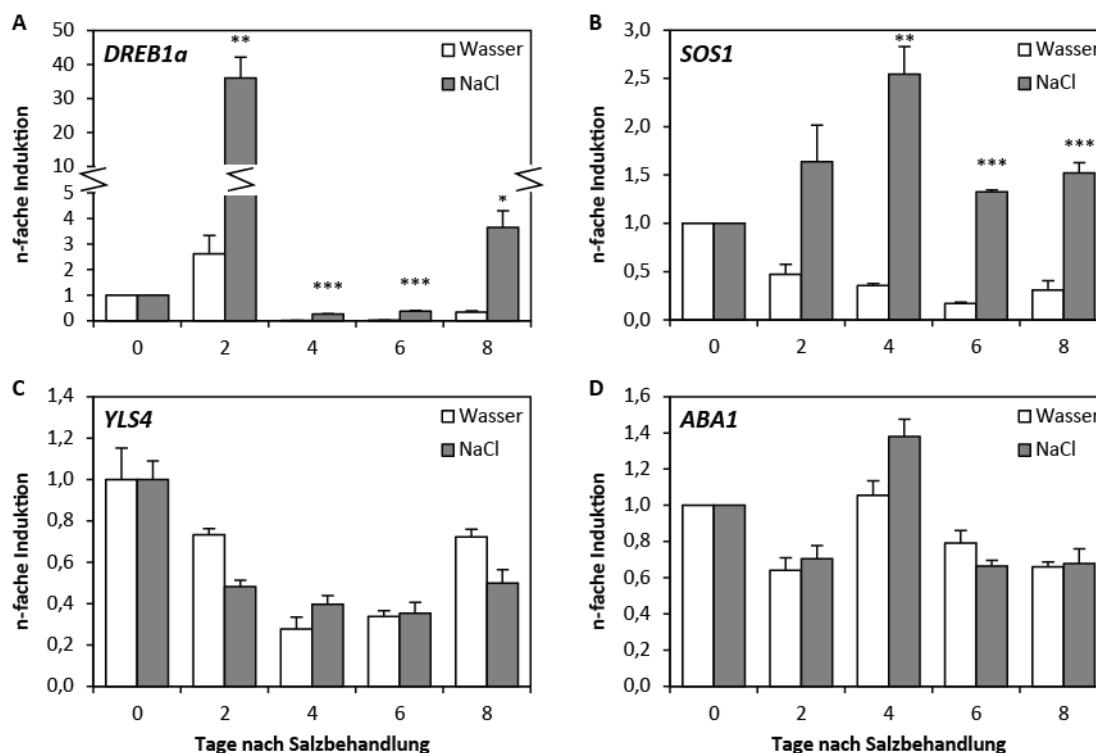 A
DREB1a
Wasser
NaCl
n-fache Induktion
50
40
30
20
10
5
4
3
2
1
0
**
***
***
*
0 2 4 6 8
B
SOS1
Wasser
NaCl
n-fache Induktion
3,0
2,5
2,0
1,5
1,0
0,5
0,0
**
***
***
0 2 4 6 8
C
YLS4
Wasser
NaCl
n-fache Induktion
1,4
1,2
1,0
0,8
0,6
0,4
0,2
0,0
0 2 4 6 8
Tage nach Salzbehandlung
D
ABA1
Wasser
NaCl
n-fache Induktion
1,6
1,4
1,2
1,0
0,8
0,6
0,4
0,2
0,0
0 2 4 6 8
Tage nach Salzbehandlung